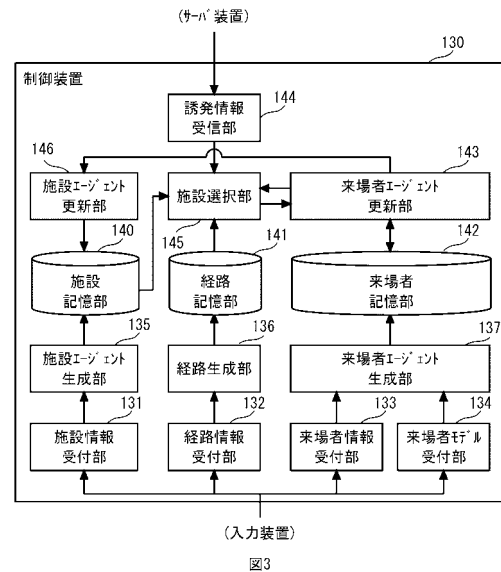 (サーバ装置)
130
制御装置
誘発情報
受信部
144
146
施設エージェント
更新部
施設選択部
145
143
来場者エージェント
更新部
140
施設
記憶部
141
経路
記憶部
142
来場者
記憶部
135
施設エージェント
生成部
136
経路生成部
137
来場者エージェント
生成部
131
施設情報
受付部
132
経路情報
受付部
133
来場者情報
受付部
134
来場者モデル
受付部
(入力装置)
図3